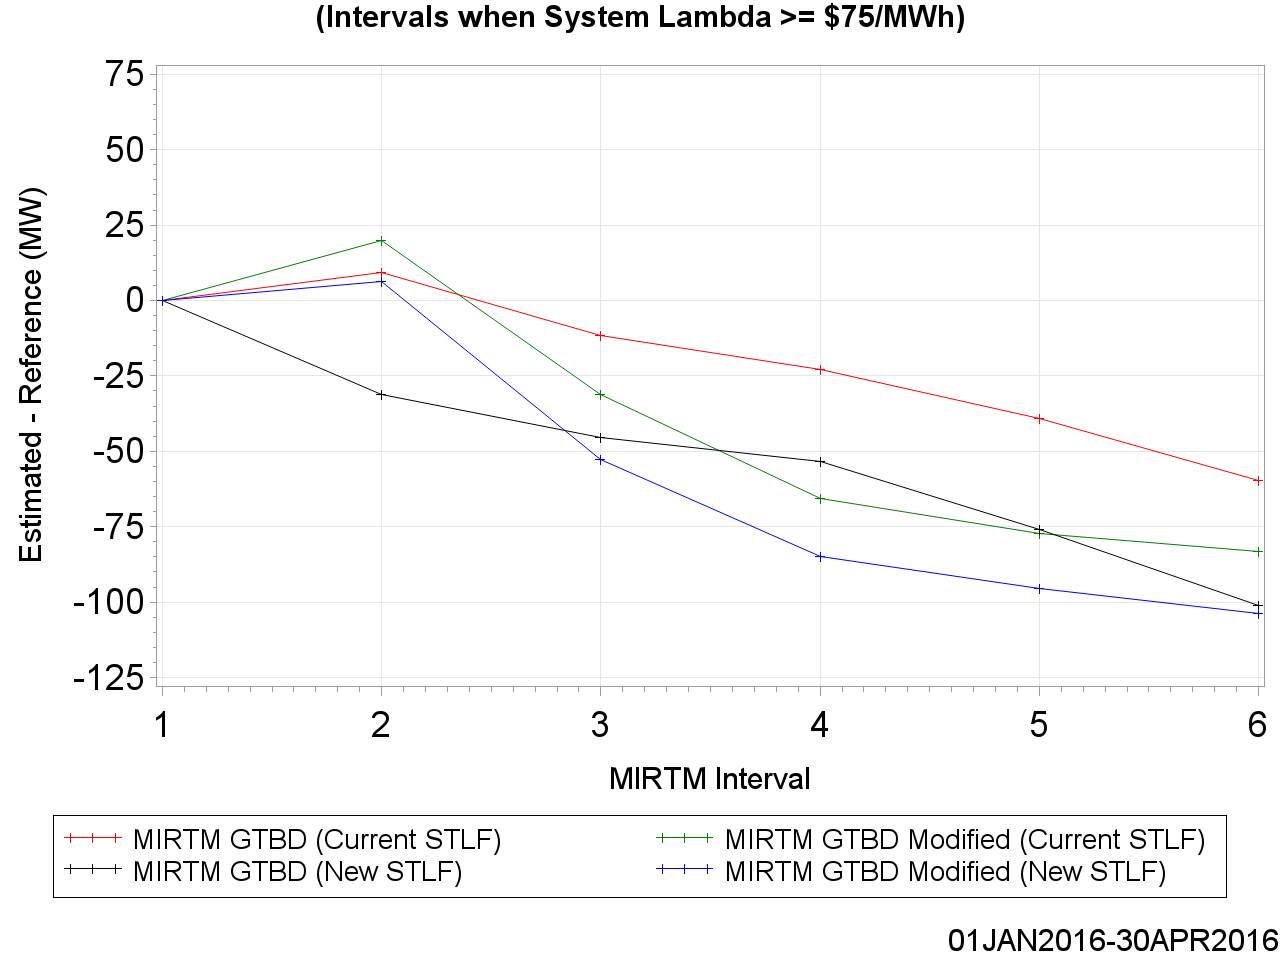 (Intervals when System Lambda >= $75/MWh)
75
50
25
0
-25
-50
-75
-100
-125
Estimated - Reference (MW)
1 2 3 4 5 6
MIRTM Interval
MIRTM GTBD (Current STLF) MIRTM GTBD Modified (Current STLF)
MIRTM GTBD (New STLF) MIRTM GTBD Modified (New STLF)
01JAN2016-30APR2016